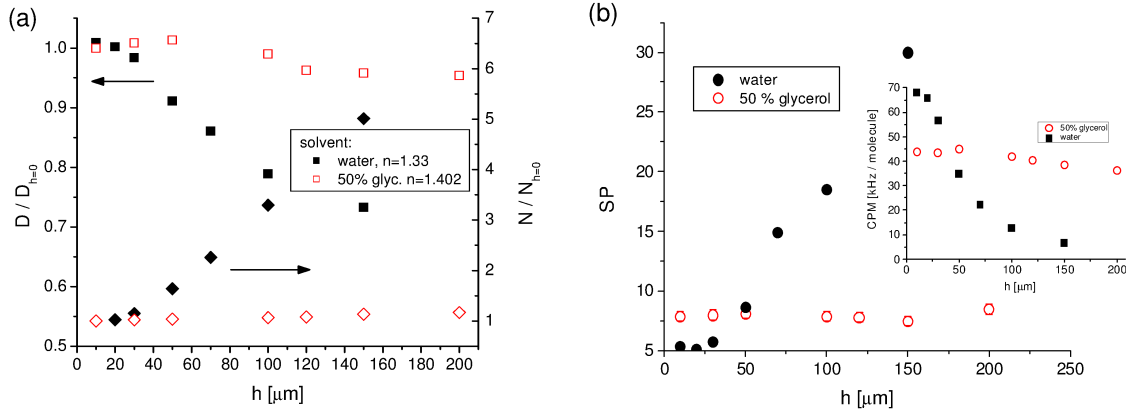 (a)
1.0
0.9
0.8
0.7
0.6
0.5
D / D_{h=0}
7
6
5
4
3
2
1
N / N_{h=0}
solvent:
water, n=1.33
50% glyc. n=1.402
0 20 40 60 80 100 120 140 160 180 200
h [μm]
(b)
30
25
20
15
10
5
SP
water
50 % glycerol
0 50 100 150 200 250
h [μm]
70
60
50
40
30
20
10
0
CPM [kHz / molecule]
50% glycerol
water
0 50 100 150 200
h [μm]